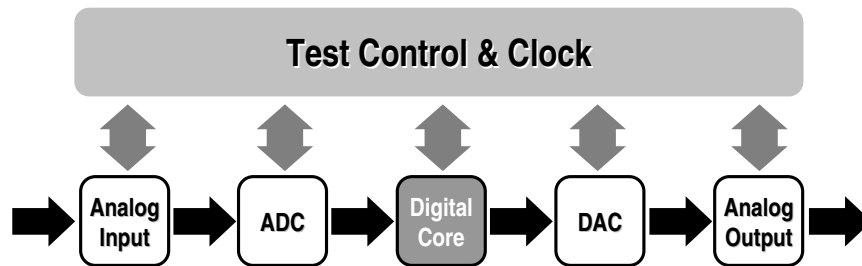 Test Control & Clock
Analog
Input
ADC
Digital
Core
DAC
Analog
Output